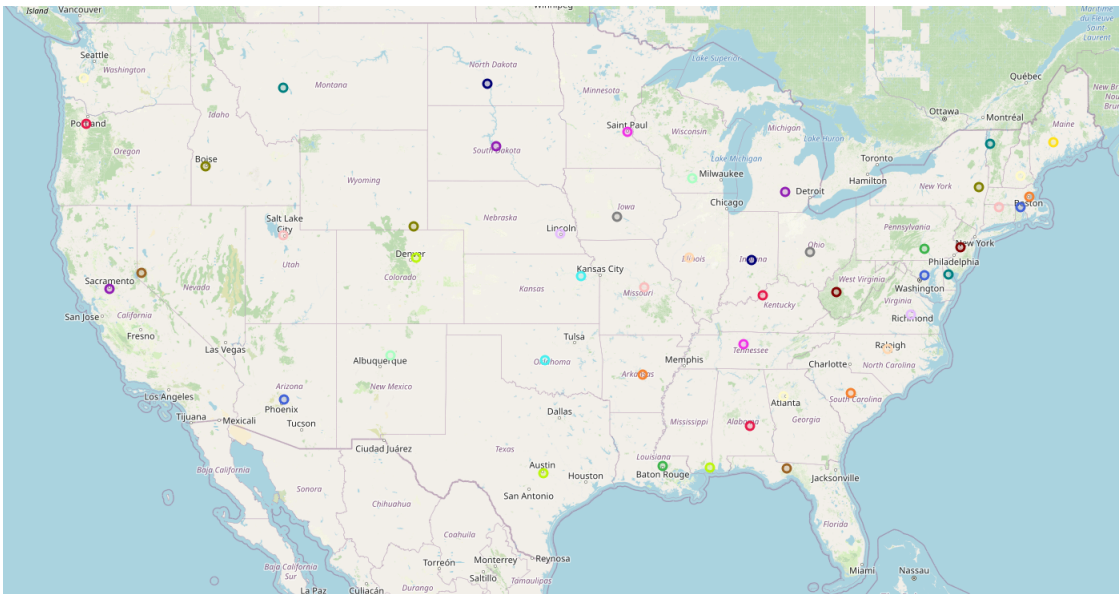 Island
Vancouver
Winnipeg
Maritime
du Fleuve
Saint
Laurent
Seattle
Washington
Montana
North Dakota
Minnesota
Lake Superior
Québec
Ottawa
Montréal
Maine
Portland
Oregon
Idaho
Boise
South Dakota
Saint Paul
Wisconsin
Michigan
Lake Huron
Toronto
Hamilton
Lake Michigan
Milwaukee
Detroit
Chicago
New York
Boston
Wyoming
Salt Lake
City
Nebraska
Lincoln
Iowa
Illinois
Indiana
Ohio
Pennsylvania
New York
Philadelphia
Sacramento
Nevada
Utah
Denver
Colorado
Kansas
Kansas City
Missouri
Kentucky
West Virginia
Washington
Virginia
Richmond
San Jose
California
Fresno
Las Vegas
Albuquerque
New Mexico
Arizona
Phoenix
Tucson
Oklahoma
Tulsa
Arkansas
Memphis
Tennessee
Charlotte
Raleigh
North Carolina
South Carolina
Los Angeles
Tijuana
Mexicali
Ciudad Juárez
Dallas
Texas
Mississippi
Alabama
Atlanta
Georgia
Louisiana
Baton Rouge
Austin
Houston
San Antonio
Jacksonville
Florida
Miami
Nassau
Baja California
Sonora
Chihuahua
Coahuila
Baja California
Sur
Torreón
Monterrey
Reynosa
Saltillo
Tamaulipas
Durango
La Paz
Culiacán